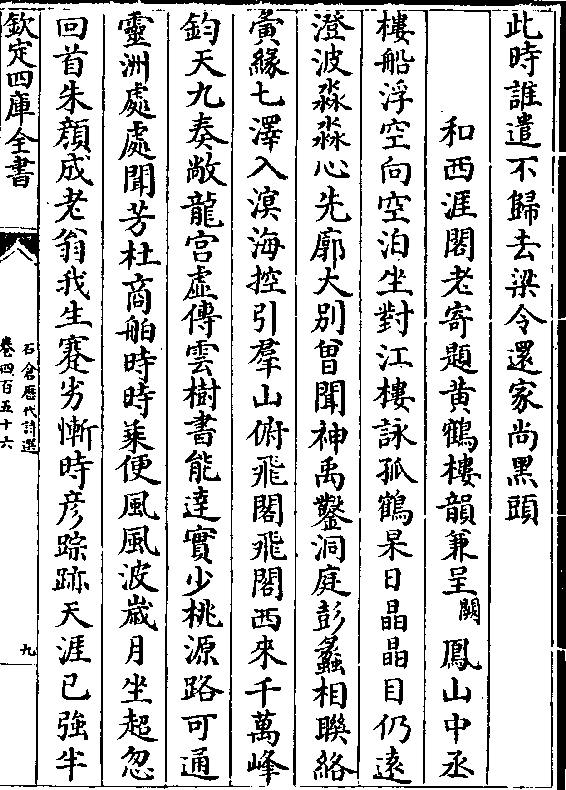 此時誰遣不歸去梁令還家尚黑頭
和西涯閣老寄題黄鶴樓韻兼呈闕鳳山中丞
樓船浮空向空泊坐對江樓詠孤鶴杲日晶晶目仍遠
澄波淼淼心先廓大别曾聞神禹鑿洞庭彭蠡相聯絡
夤緣七澤入溟海控引羣山俯飛閣飛閣西來千萬峰
鈞天九奏敞龍宫虚傳雲樹書能達實少桃源路可通
靈洲處處聞芳杜商舶時時乗便風風波歳月坐超忽
回首朱顔成老翁我生蹇劣慚時彦踪跡天涯已強半
欽定四庫全書
石倉歴代詩選
卷四百五十六
九